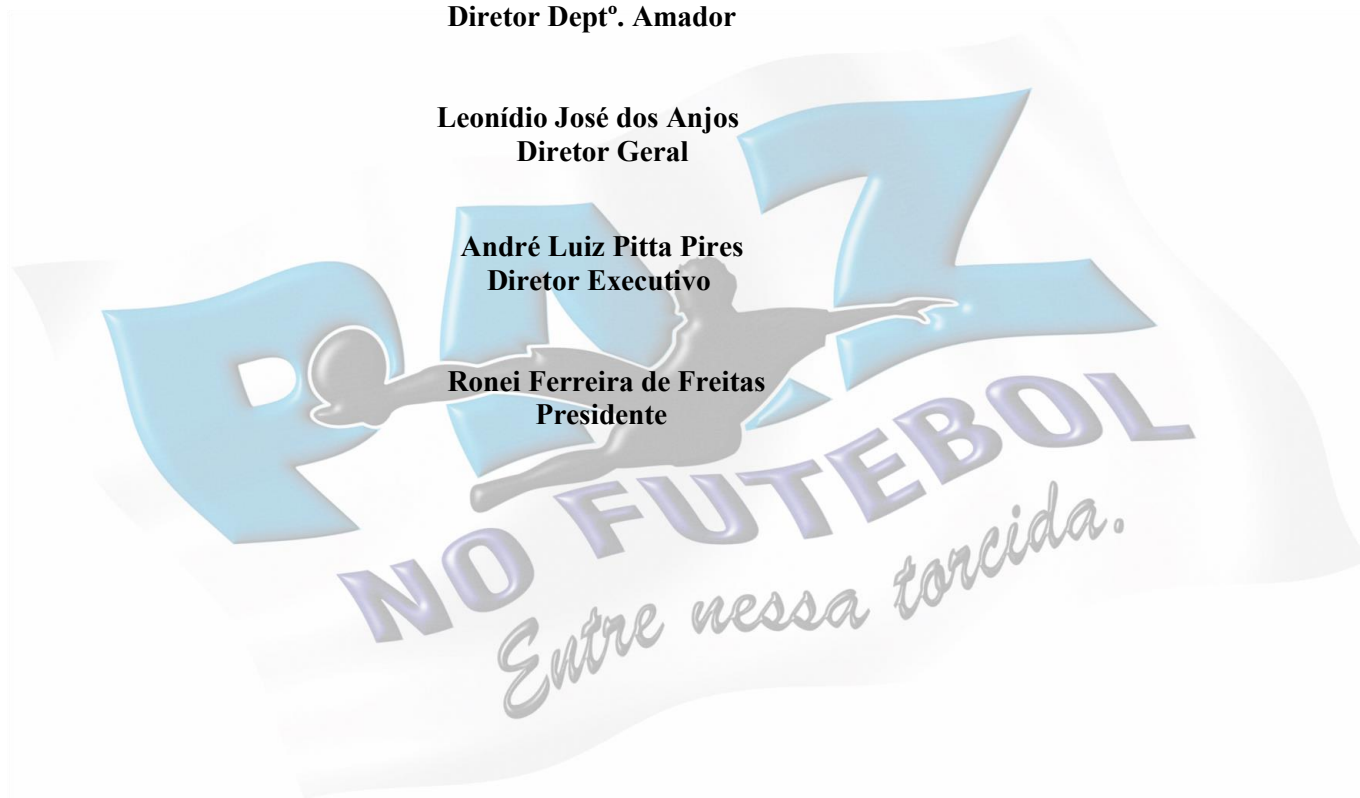 Diretor Deptº. Amador
Leonídio José dos Anjos
Diretor Geral
André Luiz Pitta Pires
Diretor Executivo
Ronei Ferreira de Freitas
Presidente
PAZ
NO FUTEBOL
Entre nessa torcida.